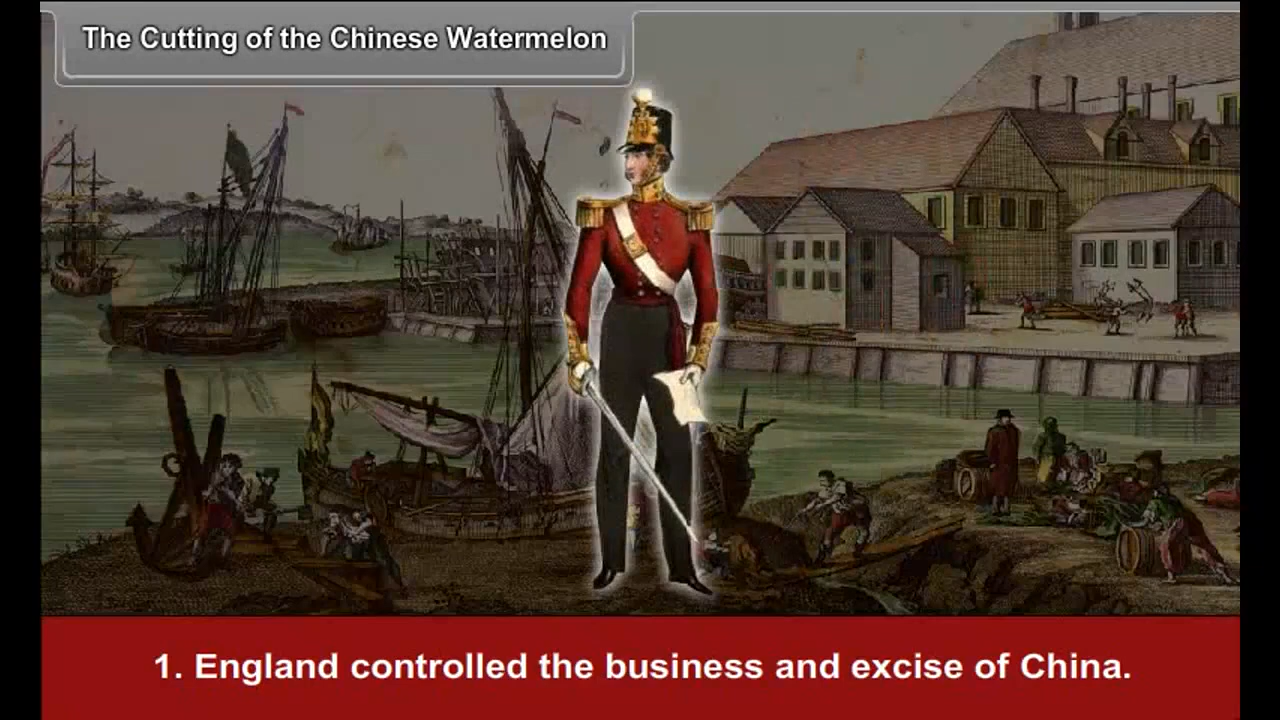 The Cutting of the Chinese Watermelon
1. England controlled the business and excise of China.